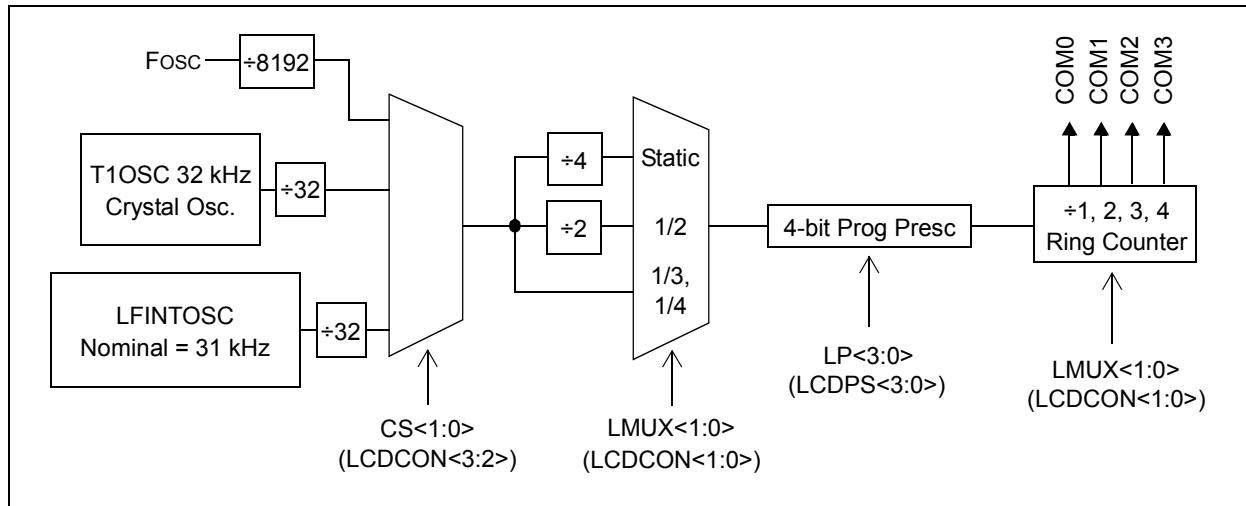 COM0
COM1
COM2
COM3
Fosc
÷8192
T1OSC 32 kHz
Crystal Osc.
÷32
LFINTOSC
Nominal = 31 kHz
÷32
÷4
÷2
Static
1/2
1/3,
1/4
4-bit Prog Presc
÷1, 2, 3, 4
Ring Counter
CS<1:0>
(LCDCON<3:2>)
LMUX<1:0>
(LCDCON<1:0>)
LP<3:0>
(LCDPS<3:0>)
LMUX<1:0>
(LCDCON<1:0>)